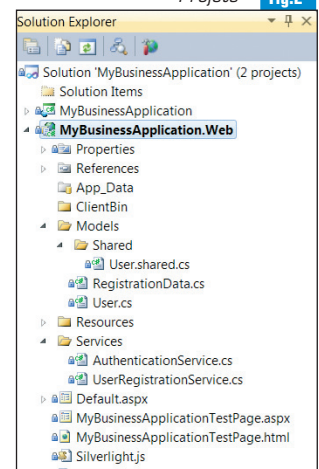 Projeto Fig.2
Solution Explorer
Solution 'MyBusinessApplication' (2 projects)
Solution Items
MyBusinessApplication
MyBusinessApplication.Web
Properties
References
App_Data
ClientBin
Models
Shared
User.shared.cs
RegistrationData.cs
User.cs
Resources
Services
AuthenticationService.cs
UserRegistrationService.cs
Default.aspx
MyBusinessApplicationTestPage.aspx
MyBusinessApplicationTestPage.html
Silverlight.js